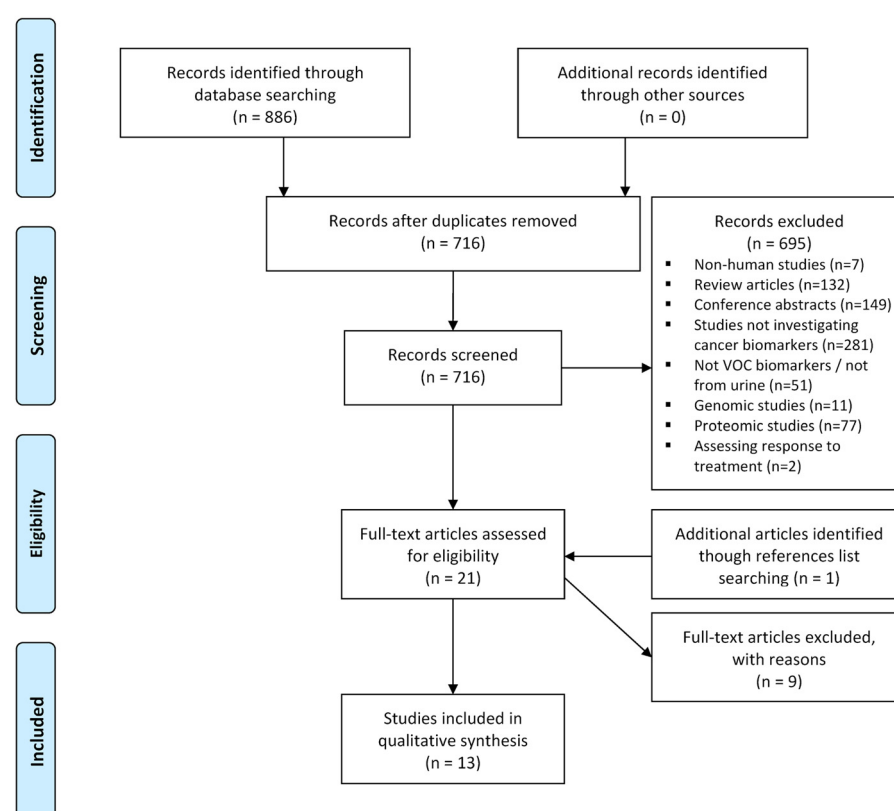 Identification
Records identified through
database searching
(n = 886)
Additional records identified
through other sources
(n = 0)
Records after duplicates removed
(n = 716)
Screening
Records screened
(n = 716)
Records excluded
(n = 695)
▪ Non-human studies (n=7)
▪ Review articles (n=132)
▪ Conference abstracts (n=149)
▪ Studies not investigating
cancer biomarkers (n=281)
▪ Not VOC biomarkers / not
from urine (n=51)
▪ Genomic studies (n=11)
▪ Proteomic studies (n=77)
▪ Assessing response to
treatment (n=2)
Eligibility
Full-text articles assessed
for eligibility
(n = 21)
Additional articles identified
though references list
searching (n = 1)
Full-text articles excluded,
with reasons
(n = 9)
Included
Studies included in
qualitative synthesis
(n = 13)